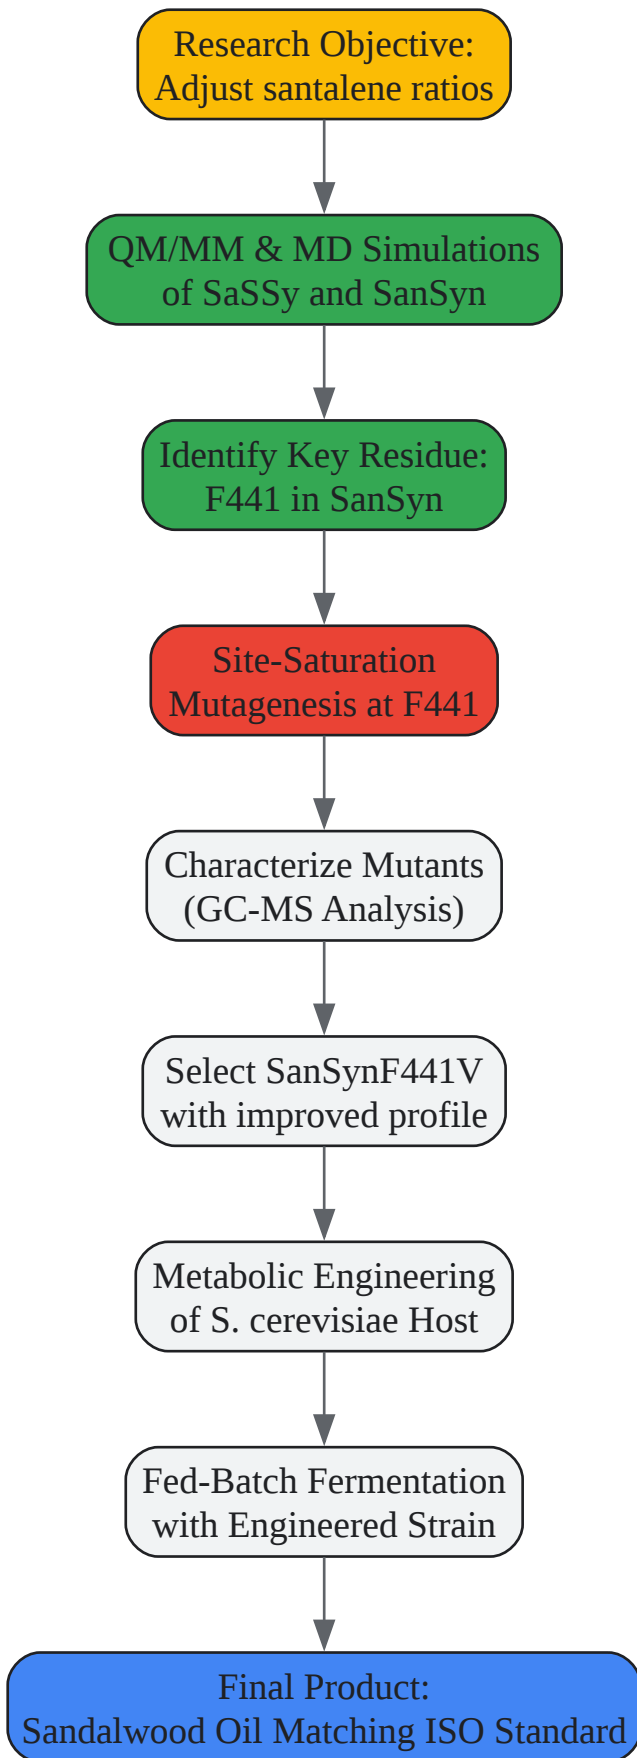 Research Objective:
Adjust santalene ratios
QM/MM & MD Simulations
of SaSSy and SanSyn
Identify Key Residue:
F441 in SanSyn
Site-Saturation
Mutagenesis at F441
Characterize Mutants
(GC-MS Analysis)
Select SanSynF441V
with improved profile
Metabolic Engineering
of S. cerevisiae Host
Fed-Batch Fermentation
with Engineered Strain
Final Product:
Sandalwood Oil Matching ISO Standard